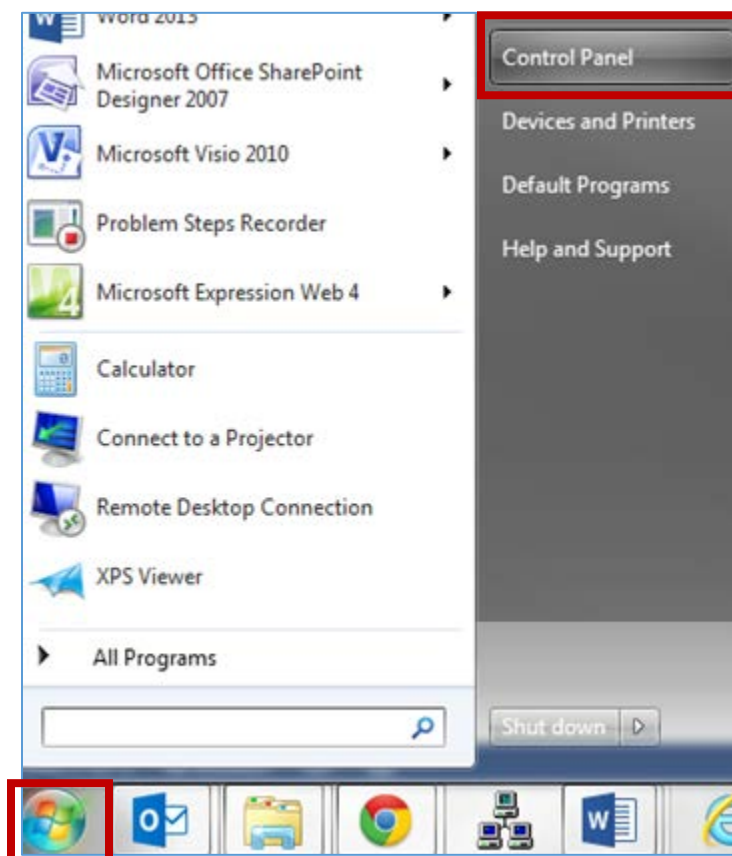 Word 2013
Microsoft Office SharePoint
Designer 2007
Microsoft Visio 2010
Problem Steps Recorder
Microsoft Expression Web 4
Calculator
Connect to a Projector
Remote Desktop Connection
XPS Viewer
All Programs
Control Panel
Devices and Printers
Default Programs
Help and Support
Shut down